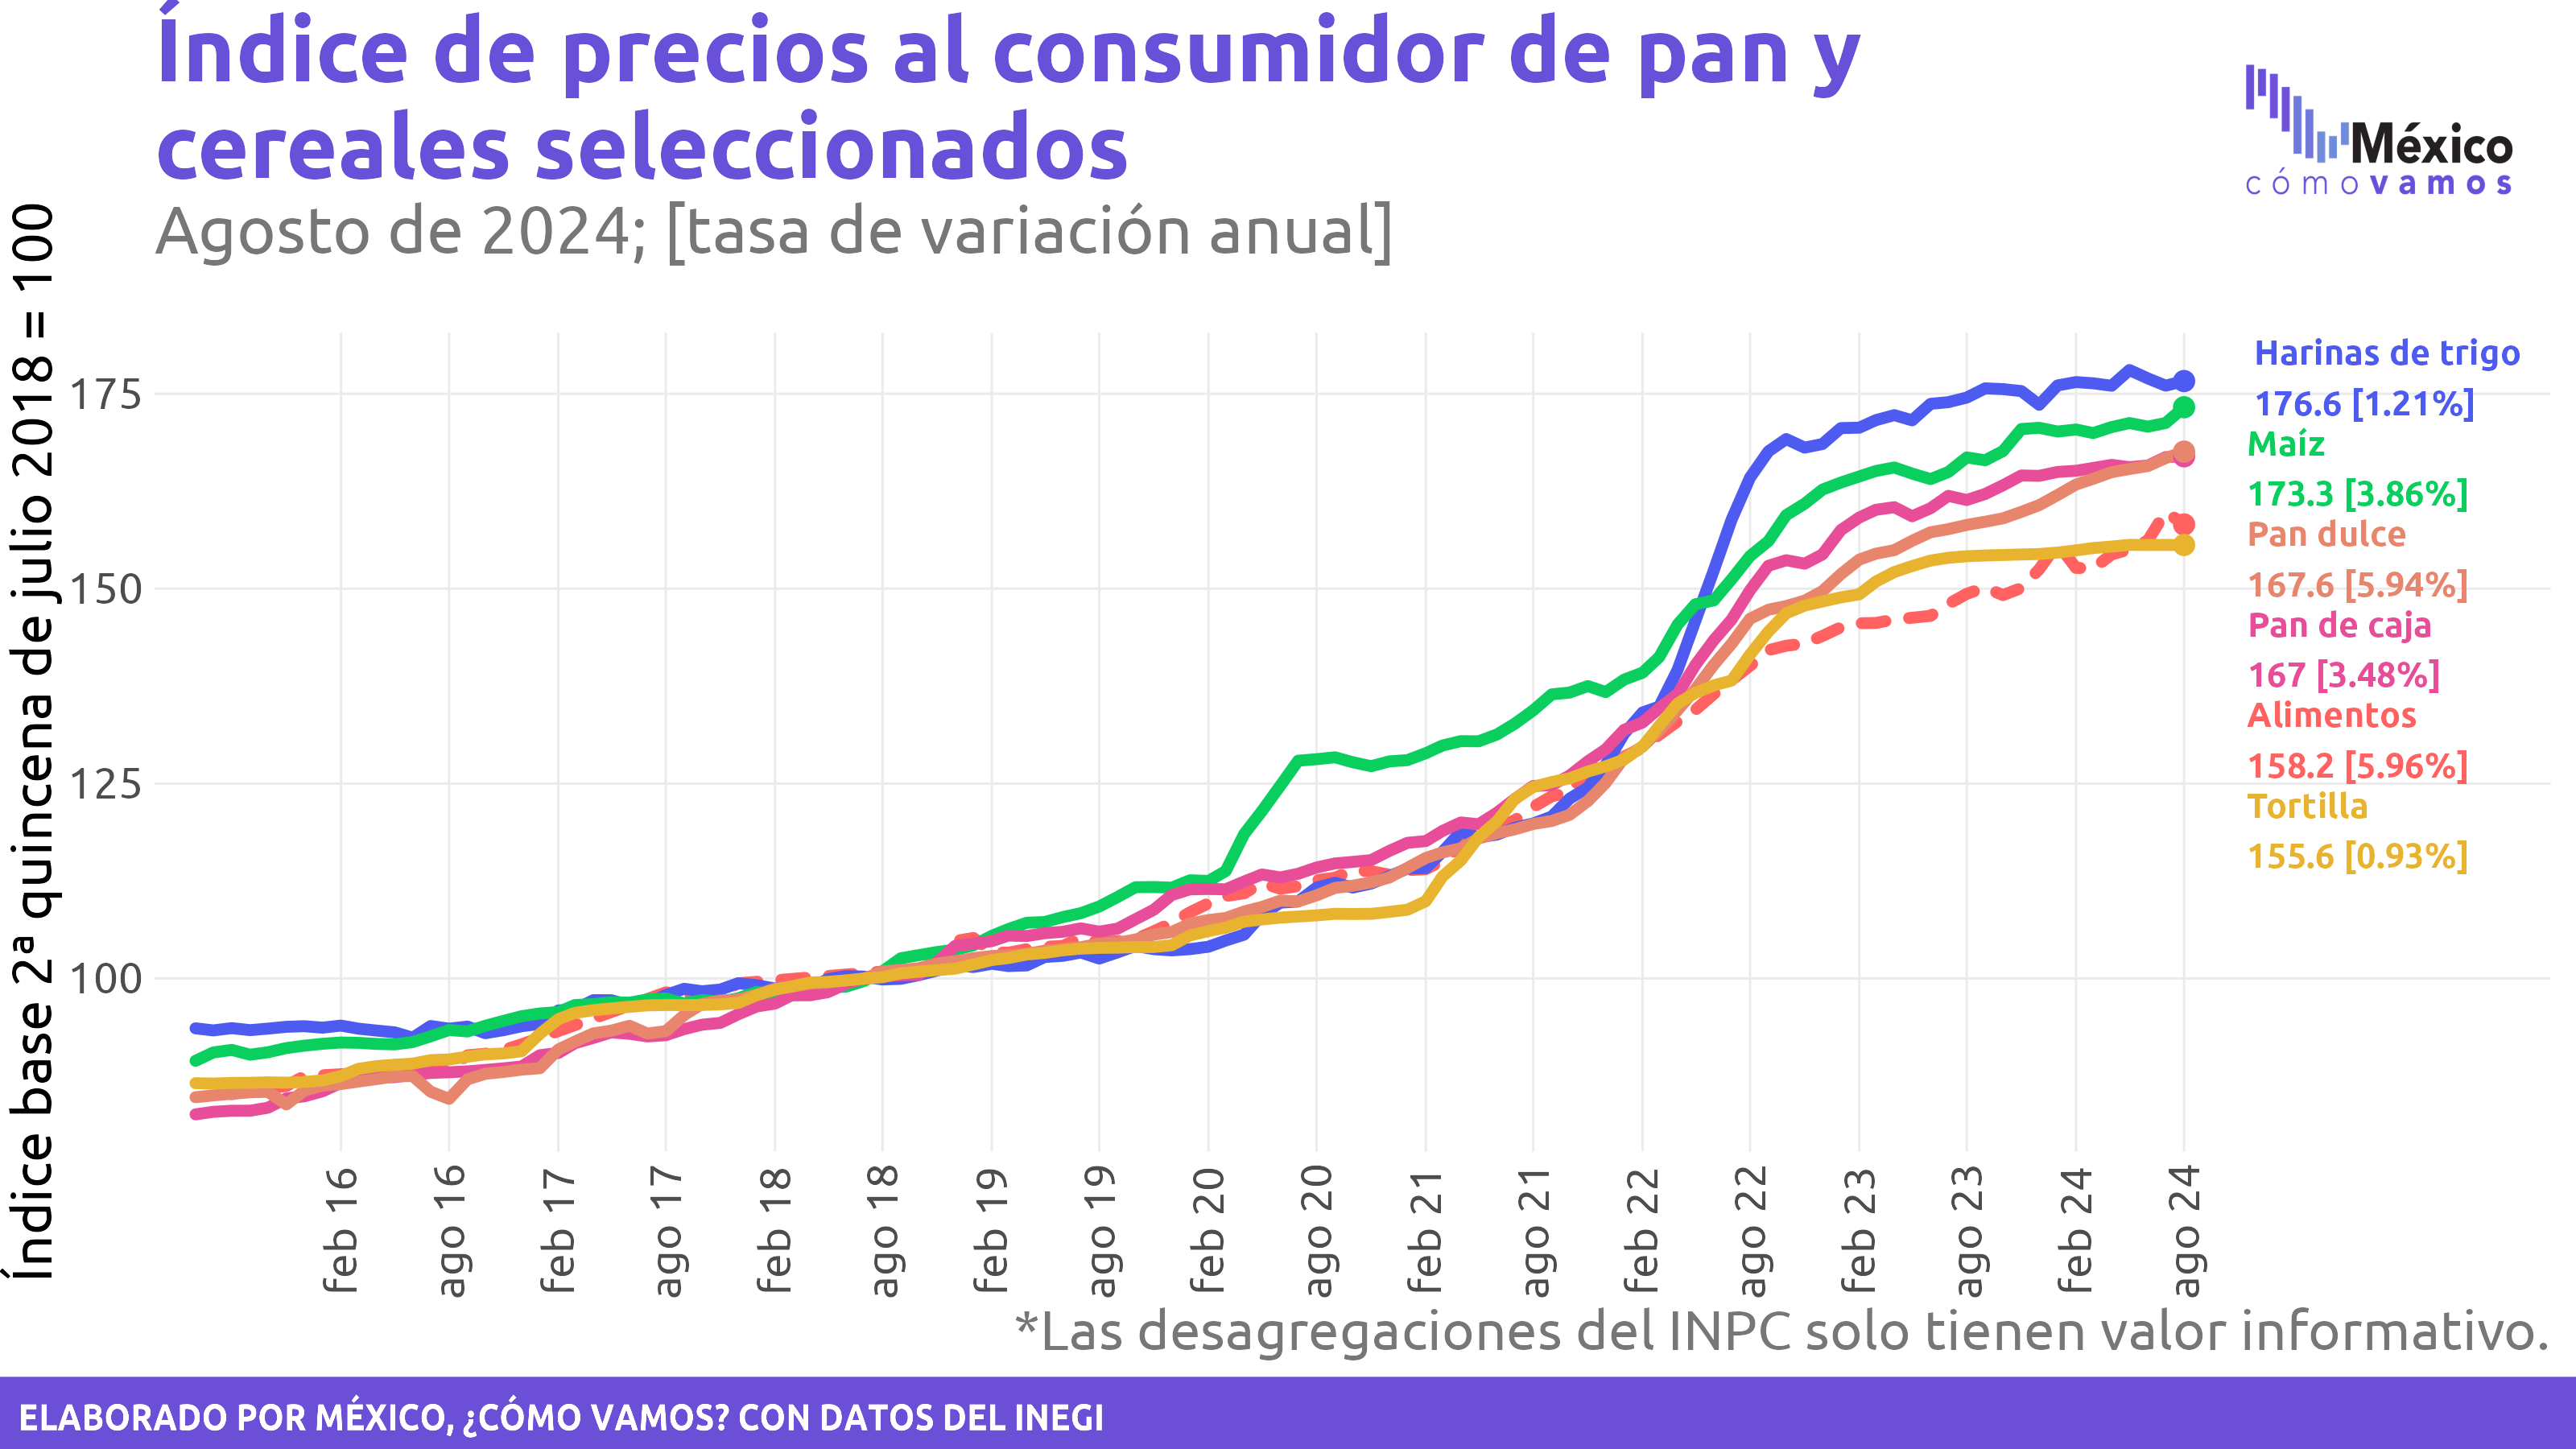 Índice de precios al consumidor de pan y
cereales seleccionados
Agosto de 2024; [tasa de variación anual]
México
cómo vamos
Índice base 2ª quincena de julio 2018 = 100
175
150
125
100
Harinas de trigo
176.6 [1.21%]
Maíz
173.3 [3.86%]
Pan dulce
167.6 [5.94%]
Pan de caja
167 [3.48%]
Alimentos
158.2 [5.96%]
Tortilla
155.6 [0.93%]
feb 16
ago 16
feb 17
ago 17
feb 18
ago 18
feb 19
ago 19
feb 20
ago 20
feb 21
ago 21
feb 22
ago 22
feb 23
ago 23
feb 24
ago 24
*Las desagregaciones del INPC solo tienen valor informativo.
ELABORADO POR MÉXICO, ¿CÓMO VAMOS? CON DATOS DEL INEGI